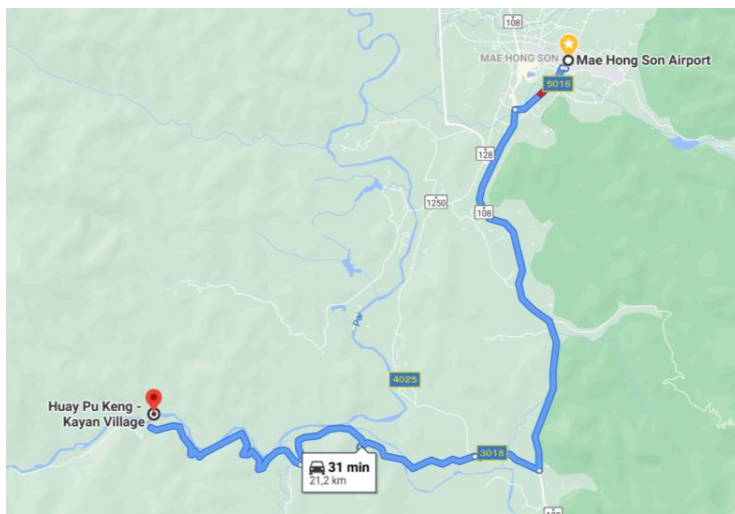 108
MAE HONG SON
Mae Hong Son Airport
5016
128
1250
108
Pai
4025
Huay Pu Keng -
Kayan Village
3018
31 min
21,2 km